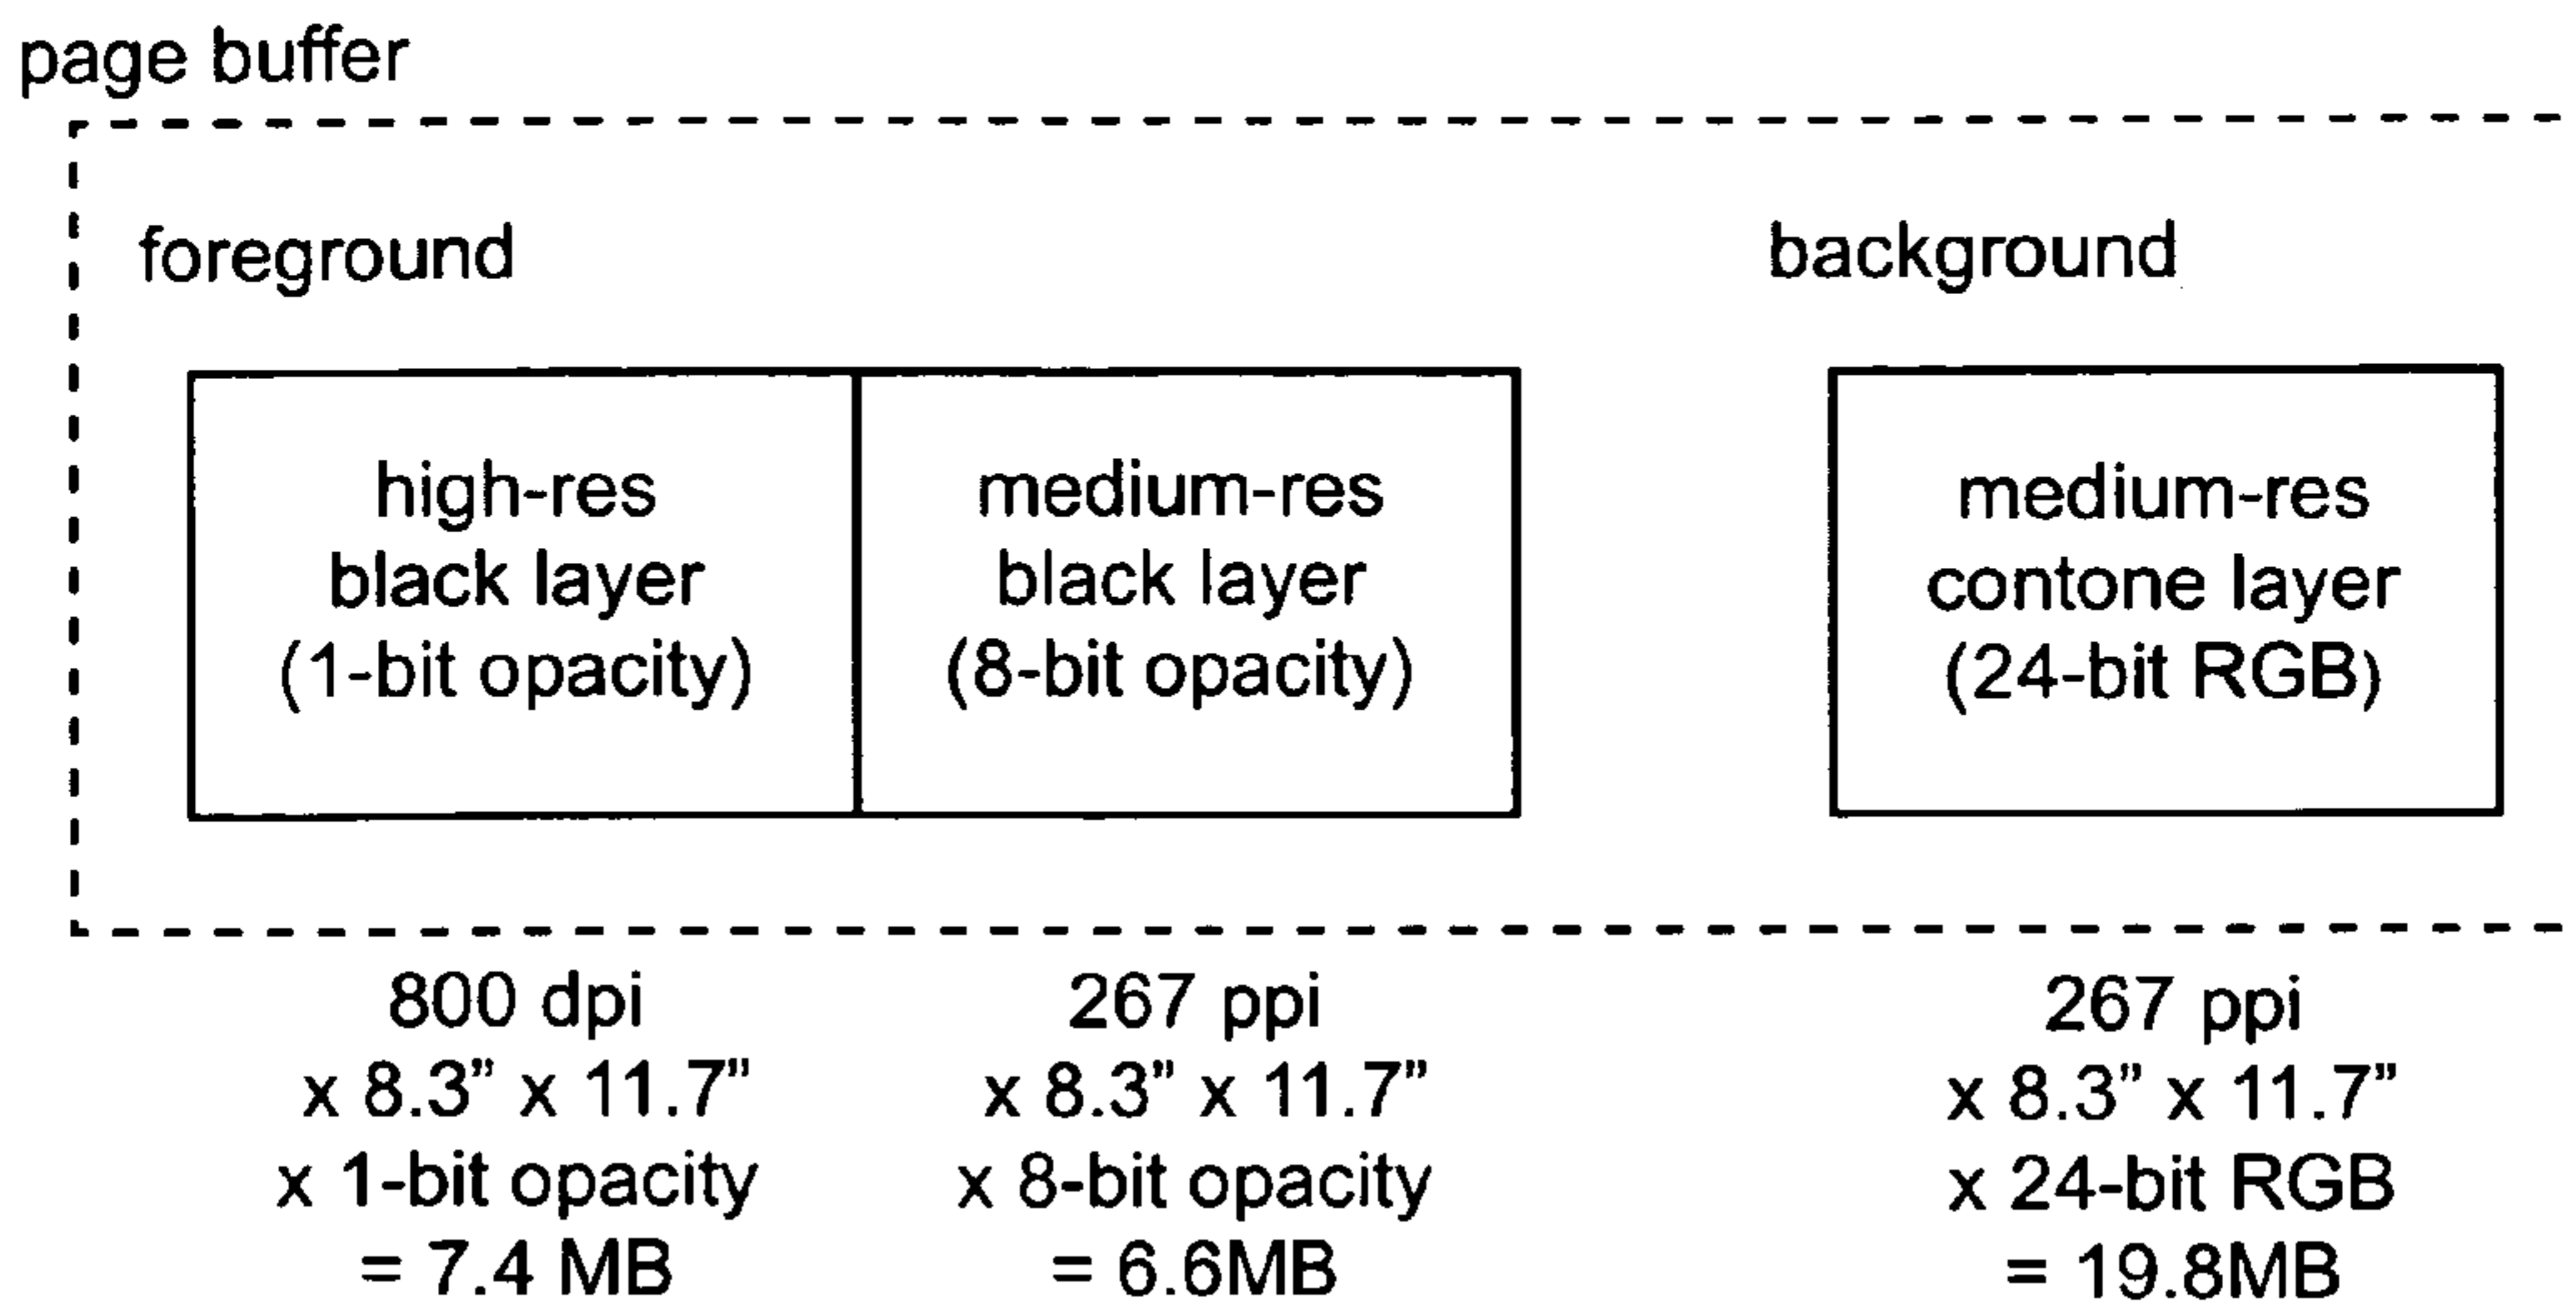 page buffer
foreground
background
high-res
black layer
(1-bit opacity)
medium-res
black layer
(8-bit opacity)
medium-res
contone layer
(24-bit RGB)
800 dpi
x 8.3” x 11.7”
x 1-bit opacity
= 7.4 MB
267 ppi
x 8.3” x 11.7”
x 8-bit opacity
= 6.6MB
267 ppi
x 8.3” x 11.7”
x 24-bit RGB
= 19.8MB